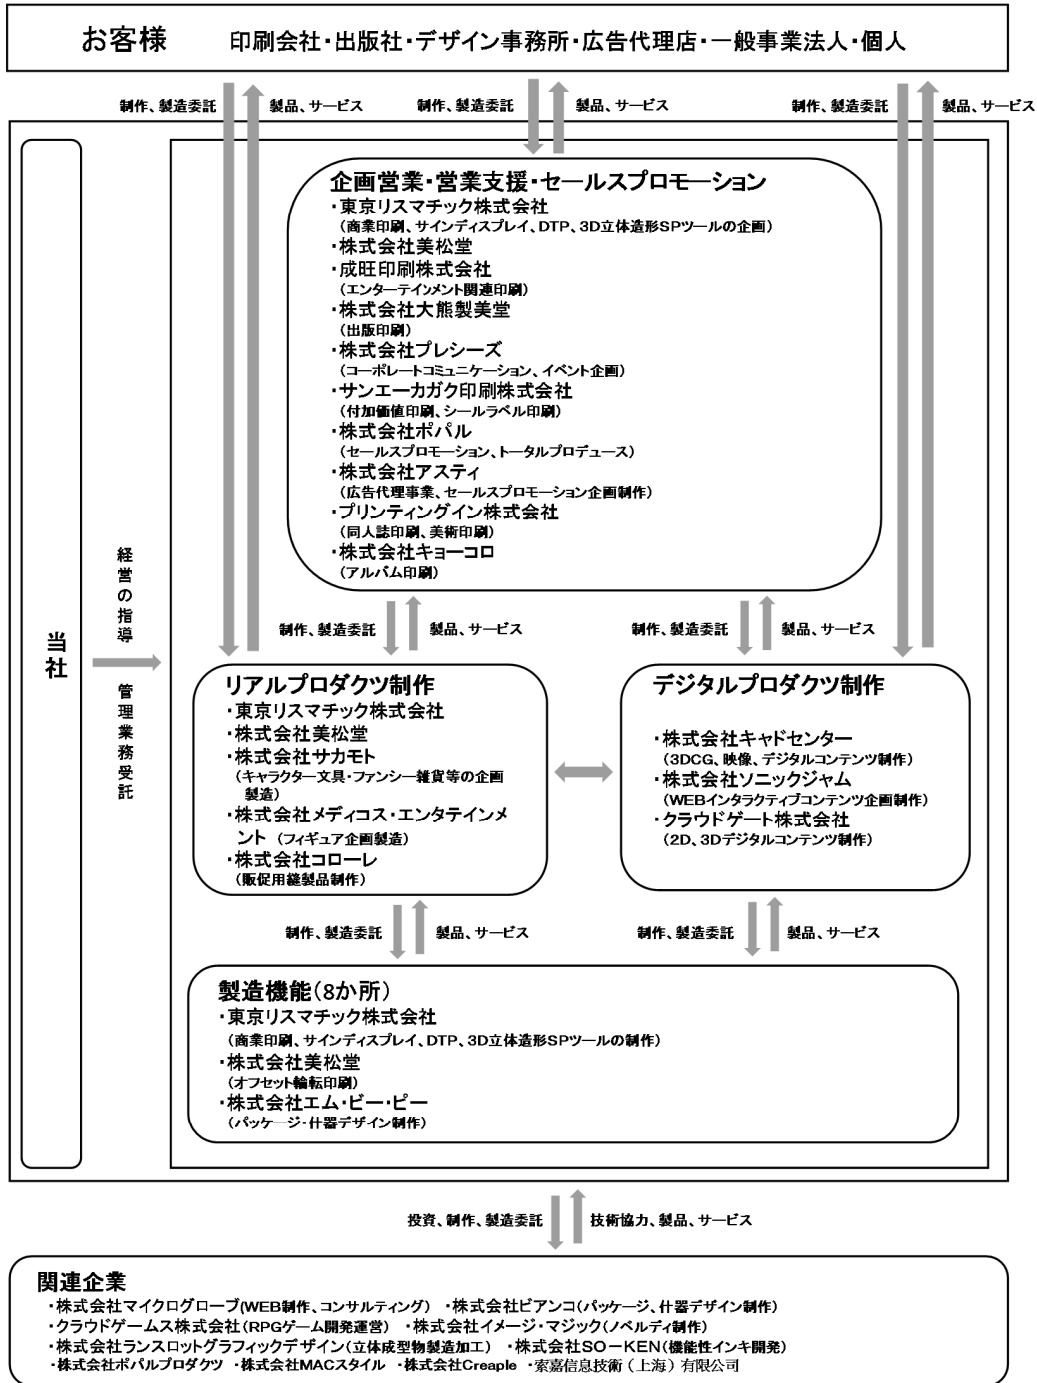 お客様 印刷会社・出版社・デザイン事務所・広告代理店・一般事業法人・個人
制作、製造委託 製品、サービス 制作、製造委託 製品、サービス 制作、製造委託 製品、サービス
企画営業・営業支援・セールスプロモーション
・東京リスマチック株式会社
(商業印刷、サインディスプレイ、DTP、3D立体造形SPツールの企画)
・株式会社美松堂
・成旺印刷株式会社
(エンターテインメント関連印刷)
・株式会社大熊製美堂
(出版印刷)
・株式会社プレシーズ
(コーポレートコミュニケーション、イベント企画)
・サンエーカガク印刷株式会社
(付加価値印刷、シールラベル印刷)
・株式会社ポパル
(セールスプロモーション、トータルプロデュース)
・株式会社アスティ
(広告代理事業、セールスプロモーション企画制作)
・プリンティングイン株式会社
(同人誌印刷、美術印刷)
・株式会社キョーコロ
(アルバム印刷)
当社
経営の指導 管理業務受託
制作、製造委託 製品、サービス 制作、製造委託 製品、サービス
リアルプロダクツ制作
・東京リスマチック株式会社
・株式会社美松堂
・株式会社サカモト
(キャラクター文具・ファンシー雑貨等の企画
製造)
・株式会社メディコス・エンタテインメ
ント (フィギュア企画製造)
・株式会社コローレ
(販促用縫製品制作)
デジタルプロダクツ制作
・株式会社キャドセンター
(3DCG、映像、デジタルコンテンツ制作)
・株式会社ソニックジャム
(WEBインタラクティブコンテンツ企画制作)
・クラウドゲート株式会社
(2D、3Dデジタルコンテンツ制作)
制作、製造委託 製品、サービス 制作、製造委託 製品、サービス
製造機能(8か所)
・東京リスマチック株式会社
(商業印刷、サインディスプレイ、DTP、3D立体造形SPツールの制作)
・株式会社美松堂
(オフセット輪転印刷)
・株式会社エム・ビー・ピー
(パッケージ・什器デザイン制作)
投資、制作、製造委託 技術協力、製品、サービス
関連企業
・株式会社マイクログローブ(WEB制作、コンサルティング) ・株式会社ビアンコ(パッケージ、什器デザイン制作)
・クラウドゲームス株式会社(RPGゲーム開発運営) ・株式会社イメージ・マジック(ノベルディ制作)
・株式会社ランスロットグラフィックデザイン(立体成型物製造加工) ・株式会社SO－KEN(機能性インキ開発)
・株式会社ポパルプロダクツ ・株式会社MACスタイル ・株式会社Creaple ・索嘉信息技術（上海）有限公司